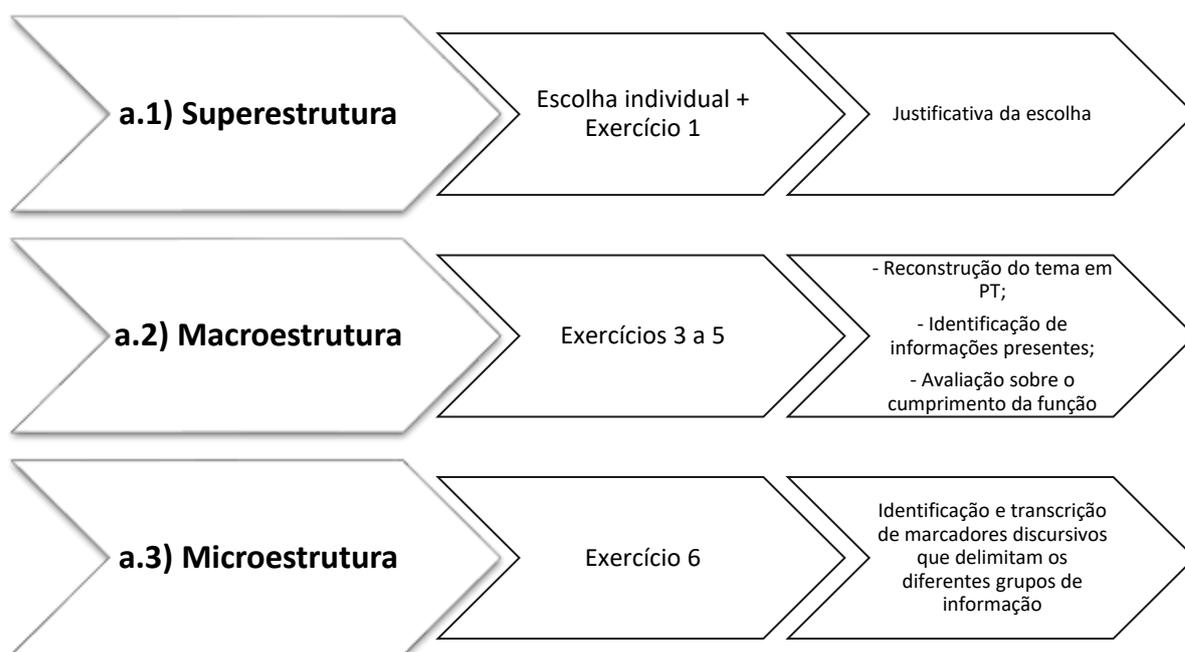 a.1) Superestrutura
Escolha individual +
Exercício 1
Justificativa da escolha
a.2) Macroestrutura
Exercícios 3 a 5
- Reconstrução do tema em
PT;
- Identificação de
informações presentes;
- Avaliação sobre o
cumprimento da função
a.3) Microestrutura
Exercício 6
Identificação e transcrição
de marcadores discursivos
que delimitam os
diferentes grupos de
informação